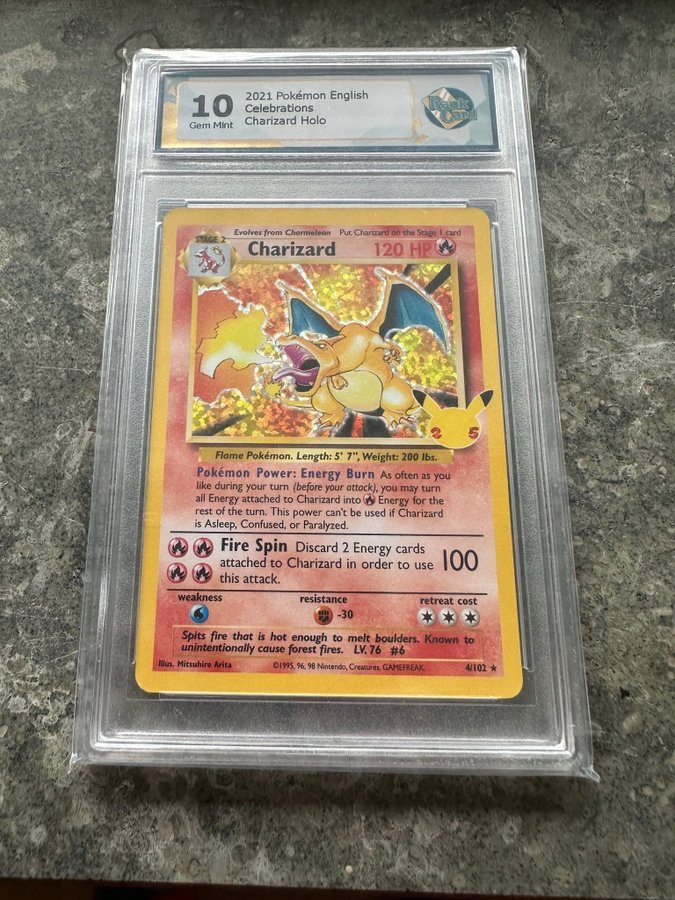 10
Gem Mint
2021 Pokémon English
Celebrations
Charizard Holo
Rank
Card
Evolves from Charmeleon Put Charizard on the Stage 1 card
STAGE 2
Charizard 120 HP
25
Flame Pokémon. Length: 5' 7", Weight: 200 lbs.
Pokémon Power: Energy Burn As often as you
like during your turn (before your attack), you may turn
all Energy attached to Charizard into Energy for the
rest of the turn. This power can't be used if Charizard
is Asleep, Confused, or Paralyzed.
Fire Spin Discard 2 Energy cards
attached to Charizard in order to use
this attack.
100
weakness resistance retreat cost
-30
Spits fire that is hot enough to melt boulders. Known to
unintentionally cause forest fires. LV. 76 #6
Illus. Mitsuhiro Arita ©1995, 96, 98 Nintendo, Creatures, GAMEFREAK. 4/102 ★